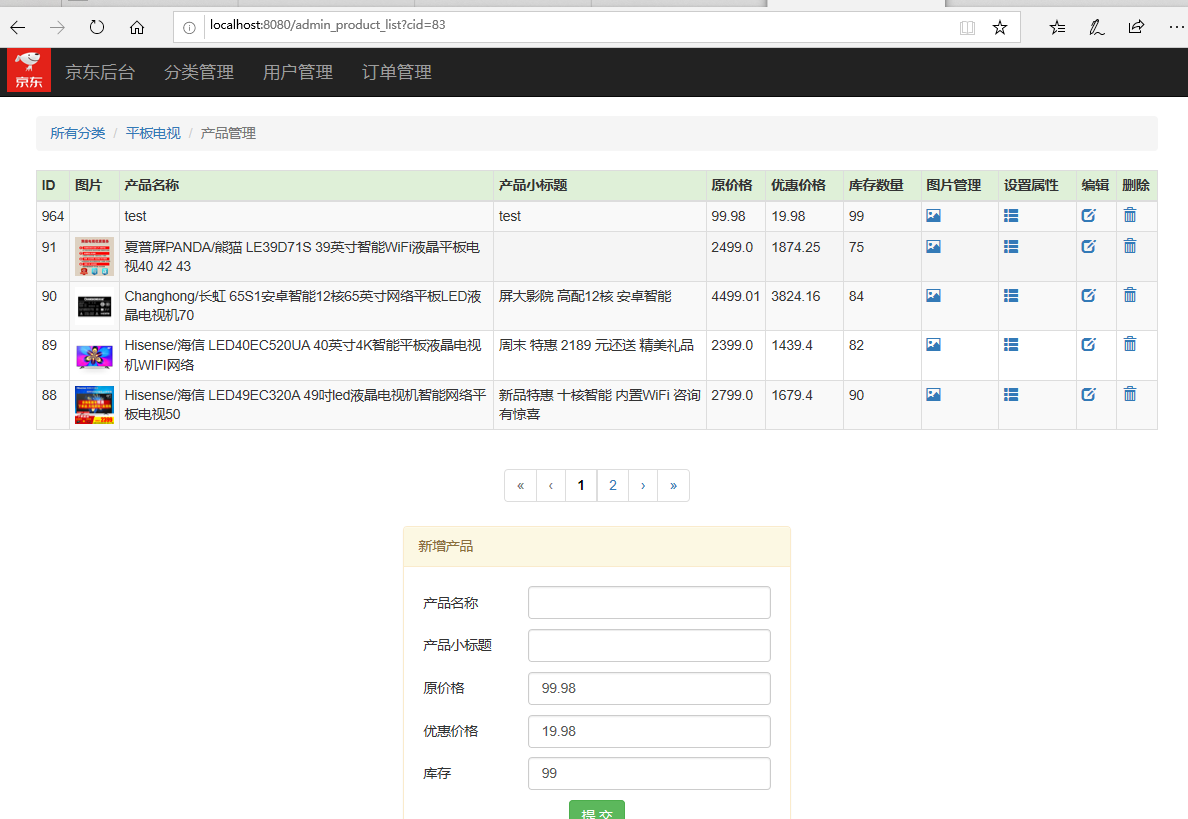 localhost:8080/admin_product_list?cid=83
京东 京东后台 分类管理 用户管理 订单管理
所有分类 / 平板电视 / 产品管理
ID 图片 产品名称 产品小标题 原价格 优惠价格 库存数量 图片管理 设置属性 编辑 删除
964 test test 99.98 19.98 99
91 夏普屏PANDA/熊猫 LE39D71S 39英寸智能WiFi液晶平板电 2499.0 1874.25 75
视40 42 43
90 Changhong/长虹 65S1安卓智能12核65英寸网络平板LED液 屏大影院 高配12核 安卓智能 4499.01 3824.16 84
晶电视机70
89 Hisense/海信 LED40EC520UA 40英寸4K智能平板液晶电视 周末 特惠 2189 元还送 精美礼品 2399.0 1439.4 82
机WIFI网络
88 Hisense/海信 LED49EC320A 49吋led液晶电视机智能网络平 新品特惠 十核智能 内置WiFi 咨询 2799.0 1679.4 90
板电视50 有惊喜
« ‹ 1 2 › »
新增产品
产品名称
产品小标题
原价格 99.98
优惠价格 19.98
库存 99
提 交